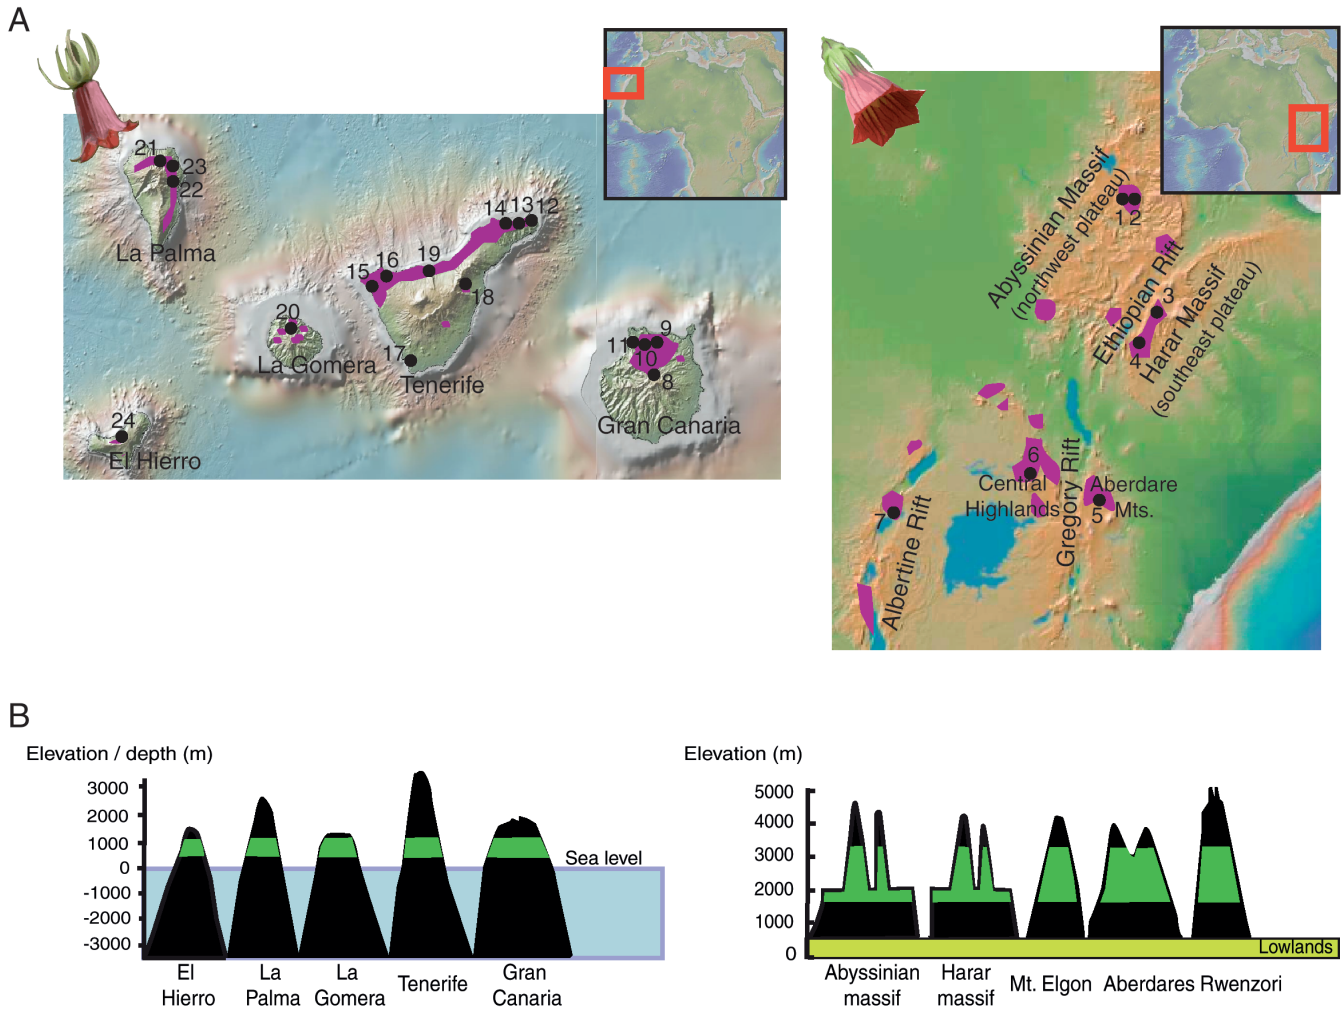 A
21
23
22
La Palma
20
La Gomera
24
El Hierro
14 13 12
19
16
15
18
17
Tenerife
9
11
10
8
Gran Canaria
Abyssinian Massif
(northwest plateau)
1 2
Ethiopian Rift
3
Harar Massif
(southeast plateau)
4
6
Central
Highlands
Gregory Rift
Aberdare
Mts.
5
7
Albertine Rift
B
Elevation / depth (m)
3000
2000
1000
0
-1000
-2000
-3000
Sea level
El
Hierro
La
Palma
La
Gomera
Tenerife
Gran
Canaria
Elevation (m)
5000
4000
3000
2000
1000
0
Lowlands
Abyssinian
massif
Harar
massif
Mt. Elgon
Aberdares
Rwenzori